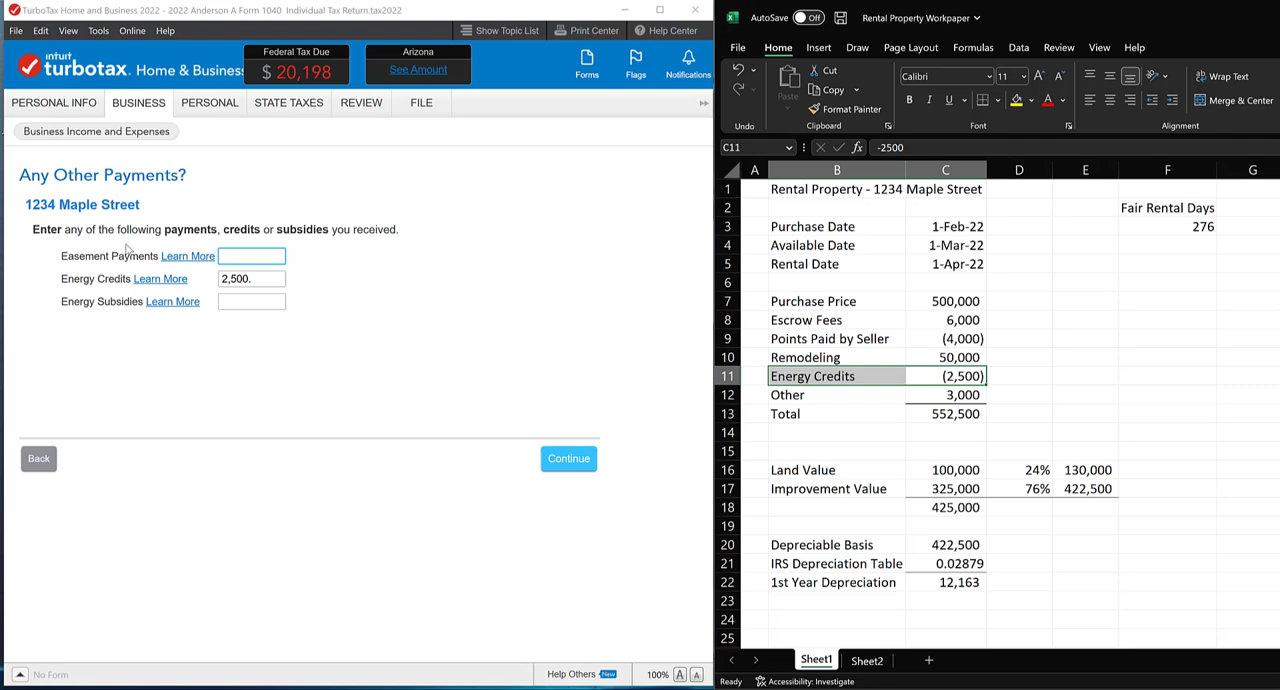 TurboTax Home and Business 2022 - 2022 Anderson A Form 1040 Individual Tax Return.tax2022
File Edit View Tools Online Help
Show Topic List Print Center Help Center
intuit turbotax. Home & Busines
Federal Tax Due
$ 20,198
Arizona
See Amount
Forms Flags Notifications
PERSONAL INFO BUSINESS PERSONAL STATE TAXES REVIEW FILE
Business Income and Expenses
Any Other Payments?
1234 Maple Street
Enter any of the following payments, credits or subsidies you received.
Easement Payments Learn More
Energy Credits Learn More 2,500.
Energy Subsidies Learn More
Back Continue
No Form Help Others New 100% A A
AutoSave Off Rental Property Workpaper
File Home Insert Draw Page Layout Formulas Data Review View Help
Paste Cut
Copy
Format Painter
Calibri 11 A A
B I U A
Wrap Text
Merge & Center
Undo Clipboard Font Alignment
C11 fx -2500
A B C D E F G
1 Rental Property - 1234 Maple Street
2 Fair Rental Days
3 Purchase Date 1-Feb-22 276
4 Available Date 1-Mar-22
5 Rental Date 1-Apr-22
6
7 Purchase Price 500,000
8 Escrow Fees 6,000
9 Points Paid by Seller (4,000)
10 Remodeling 50,000
11 Energy Credits (2,500)
12 Other 3,000
13 Total 552,500
14
15
16 Land Value 100,000 24% 130,000
17 Improvement Value 325,000 76% 422,500
18 425,000
19
20 Depreciable Basis 422,500
21 IRS Depreciation Table 0.02879
22 1st Year Depreciation 12,163
23
24
25
Sheet1 Sheet2
Ready Accessibility: Investigate